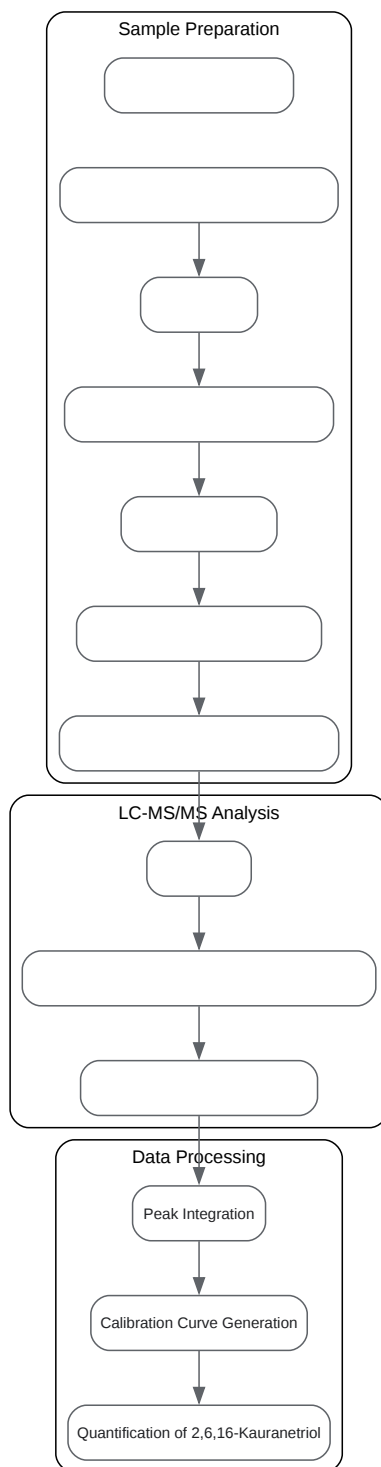 Sample Preparation
LC-MS/MS Analysis
Data Processing
Peak Integration
Calibration Curve Generation
Quantification of 2,6,16-Kauranetriol